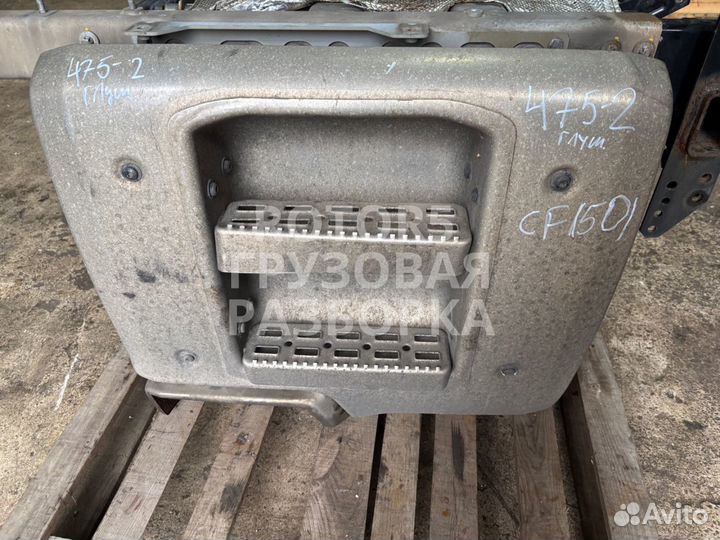 475-2
глуш
475-2
глуш
CF1501
ROTORS
ГРУЗОВАЯ
РАЗБОРКА
Avito